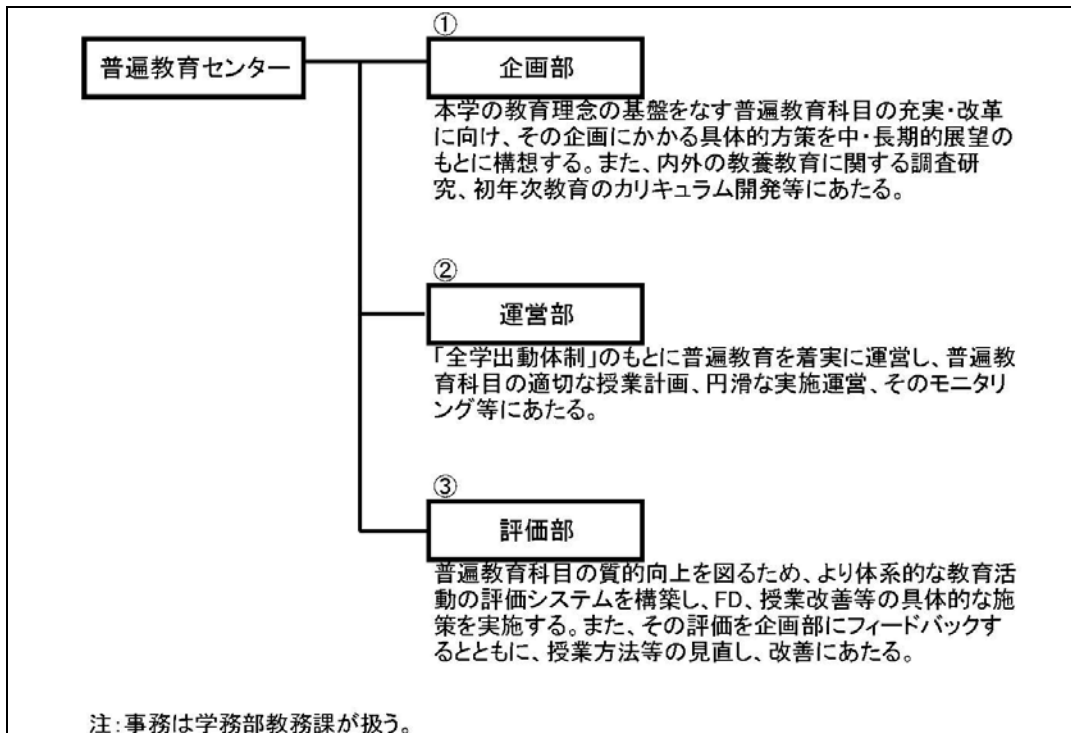 普遍教育センター
①
企画部
本学の教育理念の基盤をなす普遍教育科目の充実・改革
に向け、その企画にかかる具体的方策を中・長期的展望の
もとに構想する。また、内外の教養教育に関する調査研
究、初年次教育のカリキュラム開発等にあたる。
②
運営部
「全学出動体制」のもとに普遍教育を着実に運営し、普遍教
育科目の適切な授業計画、円滑な実施運営、そのモニタリ
ング等にあたる。
③
評価部
普遍教育科目の質的向上を図るため、より体系的な教育活
動の評価システムを構築し、FD、授業改善等の具体的な施
策を実施する。また、その評価を企画部にフィードバックす
るとともに、授業方法等の見直し、改善にあたる。
注:事務は学務部教務課が扱う。